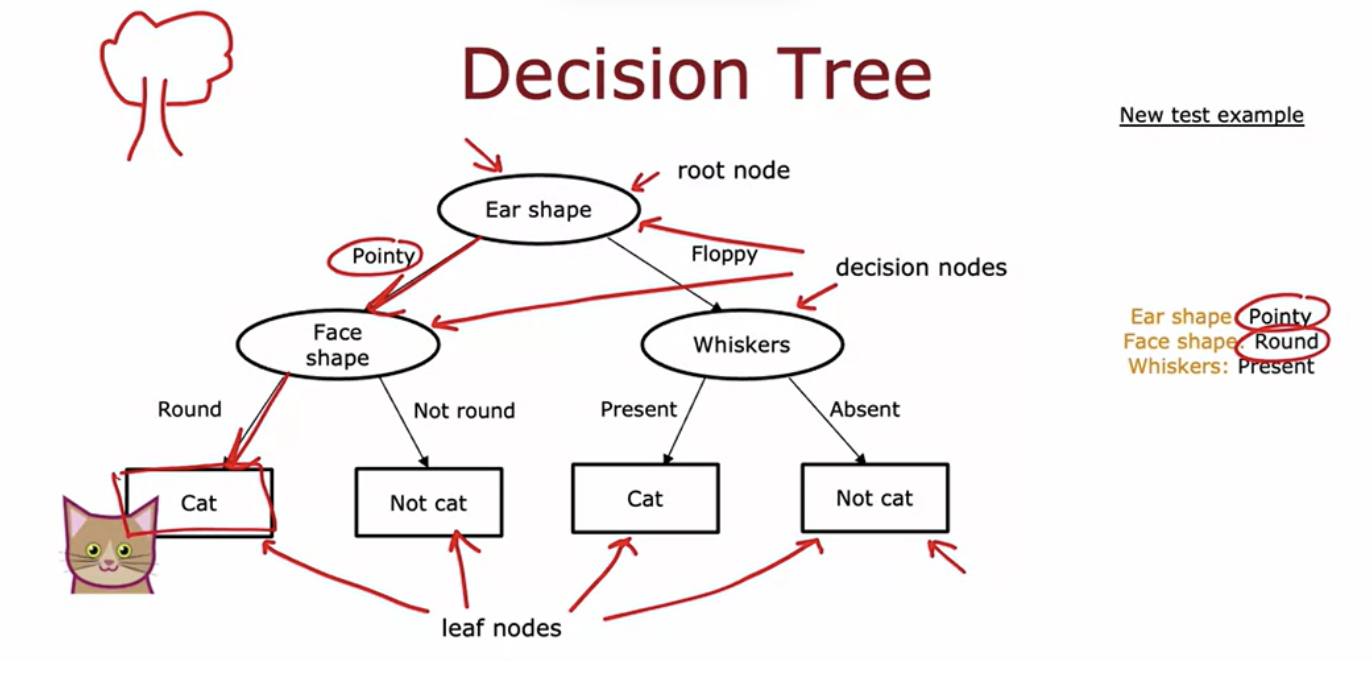 Decision Tree
New test example
root node
Ear shape
Pointy
Floppy
decision nodes
Face
shape
Whiskers
Ear shape: Pointy
Face shape: Round
Whiskers: Present
Round
Not round
Present
Absent
Cat
Not cat
Cat
Not cat
leaf nodes